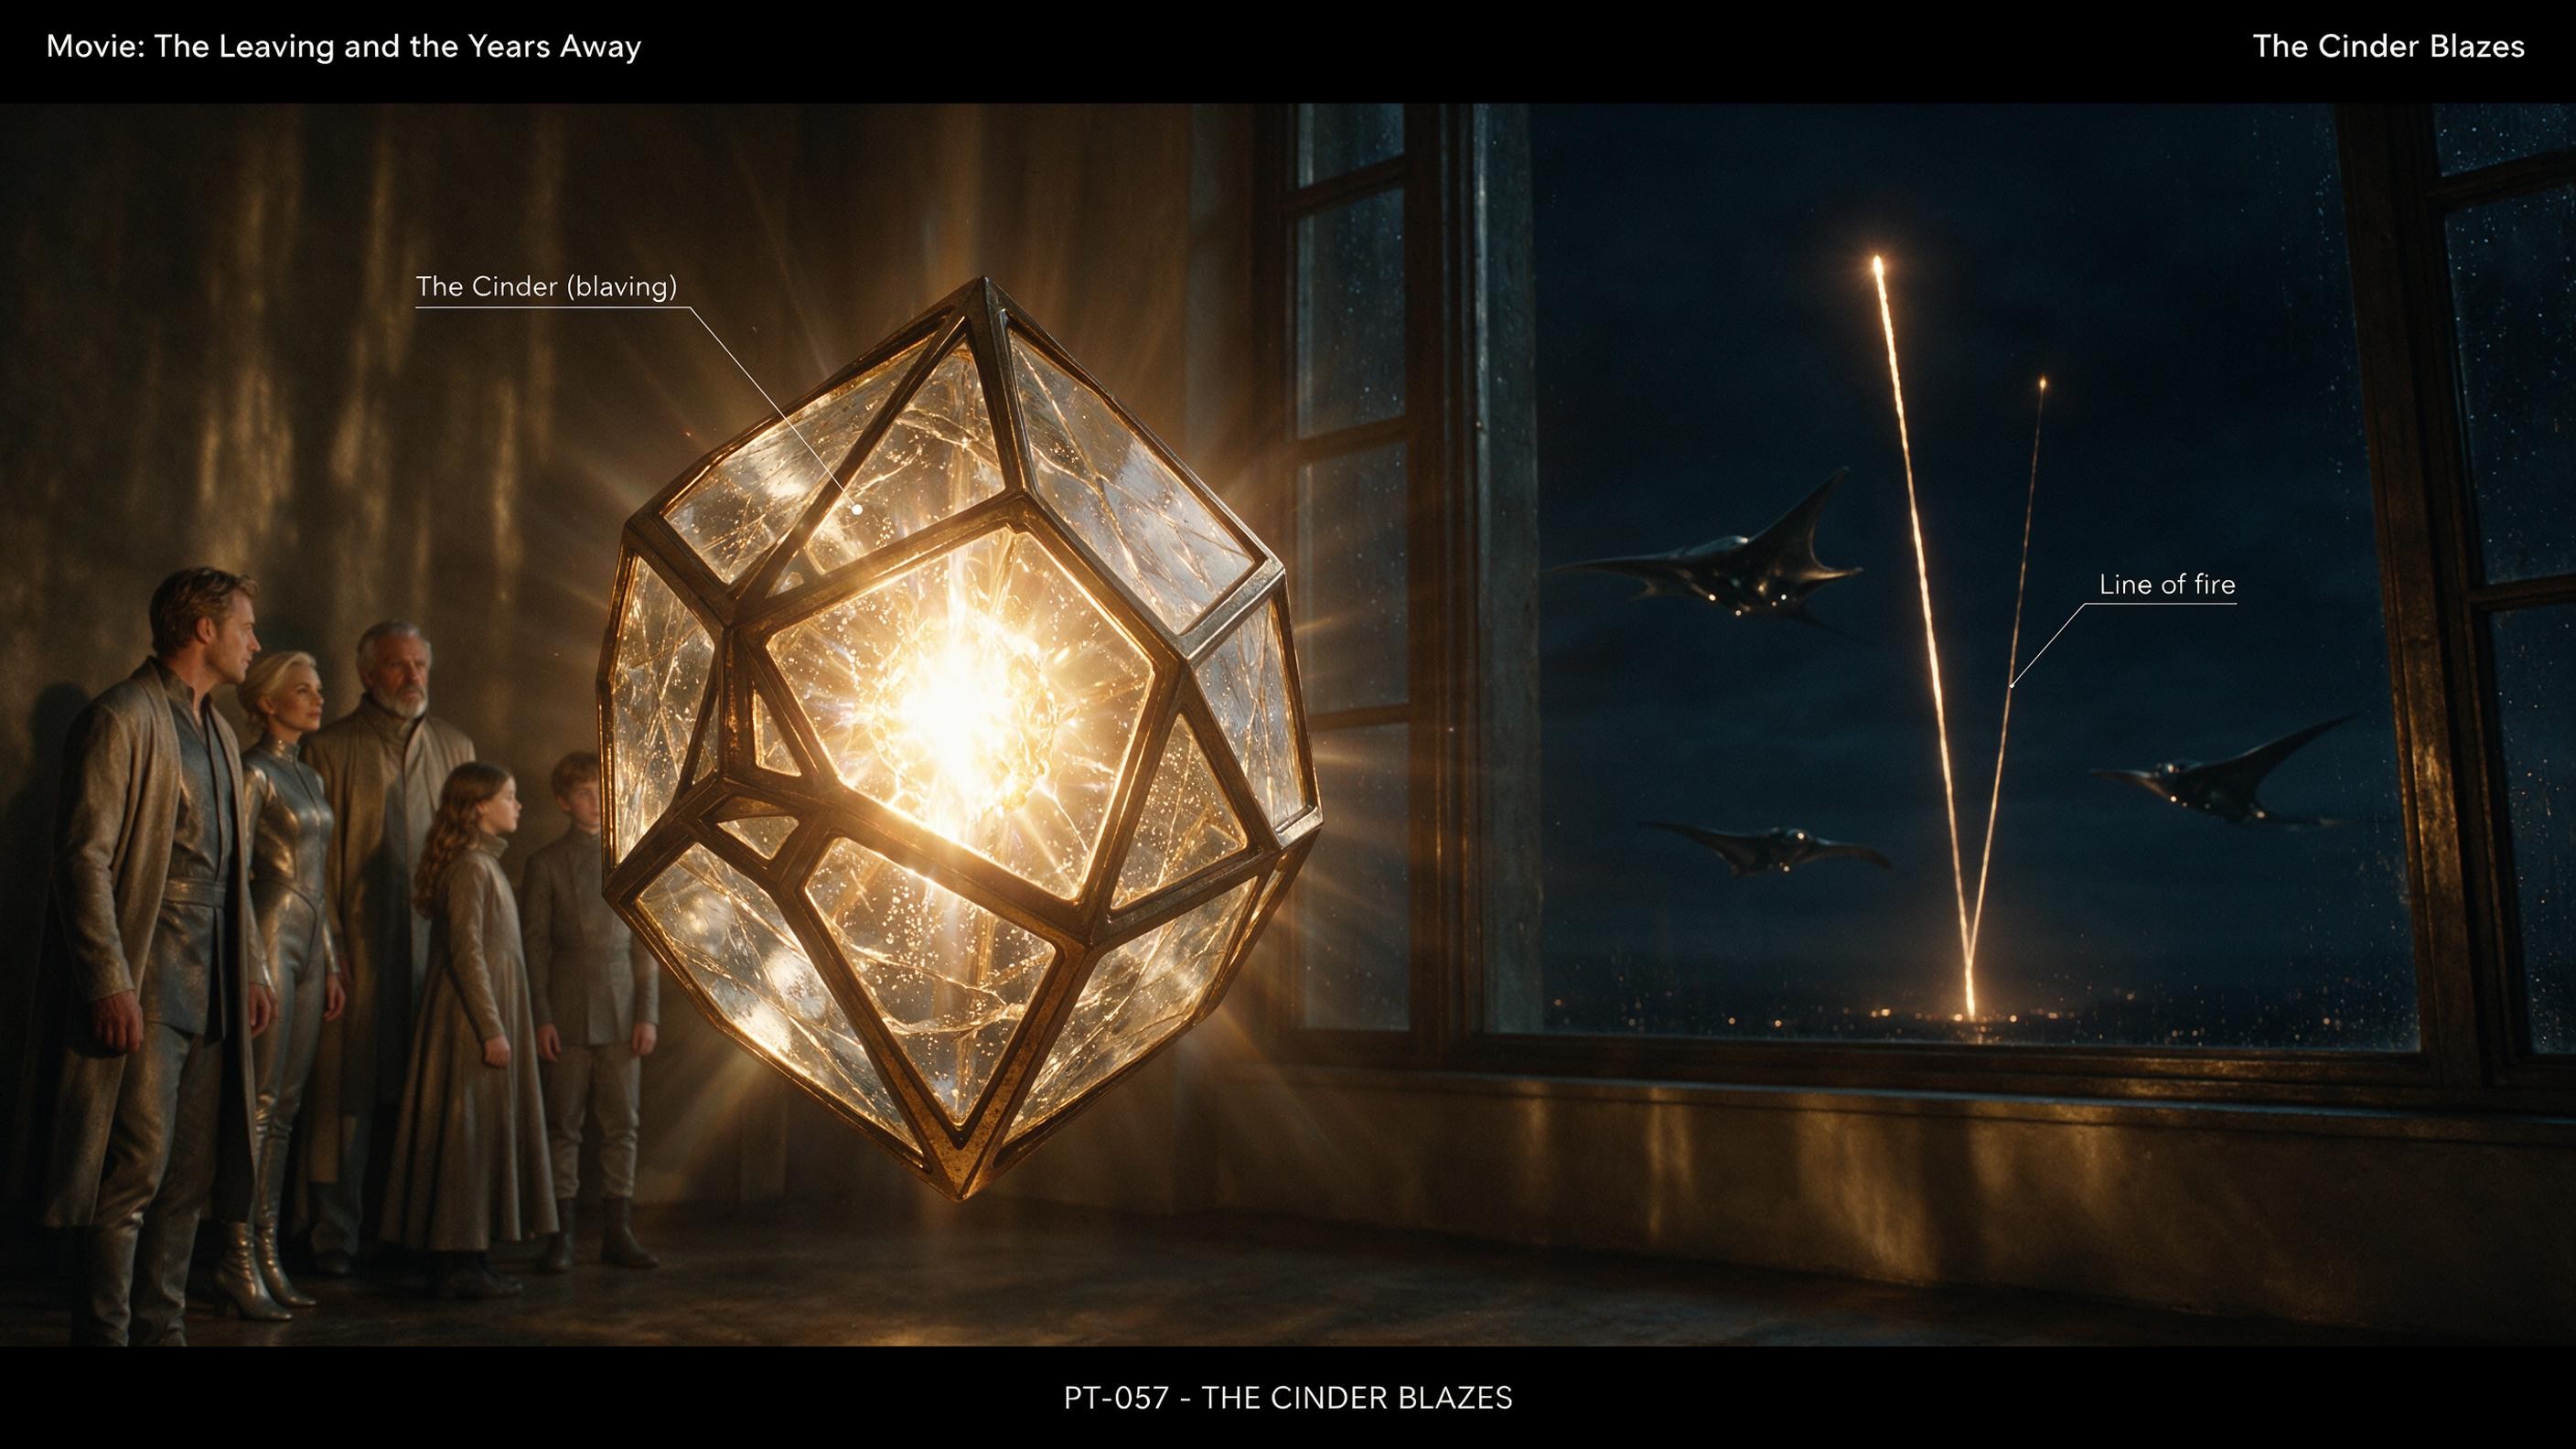 Movie: The Leaving and the Years Away
The Cinder Blazes
The Cinder (blaving)
Line of fire
PT-057 - THE CINDER BLAZES